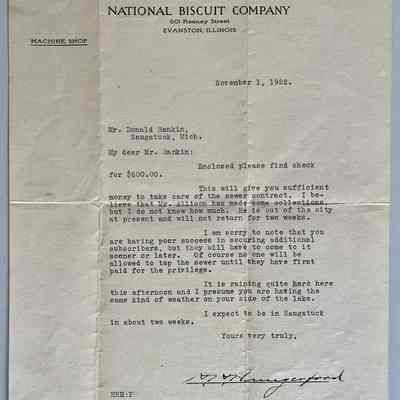 NATIONAL BISCUIT COMPANY
601 Rasmey Street
EVANSTON, ILLINOIS
MACHINE SHOP
November 1, 1922.
Mr. Donald Rankin,
Saugatuck, Mich.
My dear Mr. Rankin:
Enclosed please find check
for $600.00.
This will give you sufficient
money to take care of the sewer contract. I be-
lieve that Mr. Allison has made some collections,
but I do not know how much. He is out of the city
at present and will not return for two weeks.
I am sorry to note that you
are having poor success in securing additional
subscribers, but they will have to come to it
sooner or later. Of course no one will be
allowed to tap the sewer until they have first
paid for the privilege.
It is raining quite hard here
this afternoon and I presume you are having the
same kind of weather on your side of the lake.
I expect to be in Saugatuck
in about two weeks.
Yours very truly,